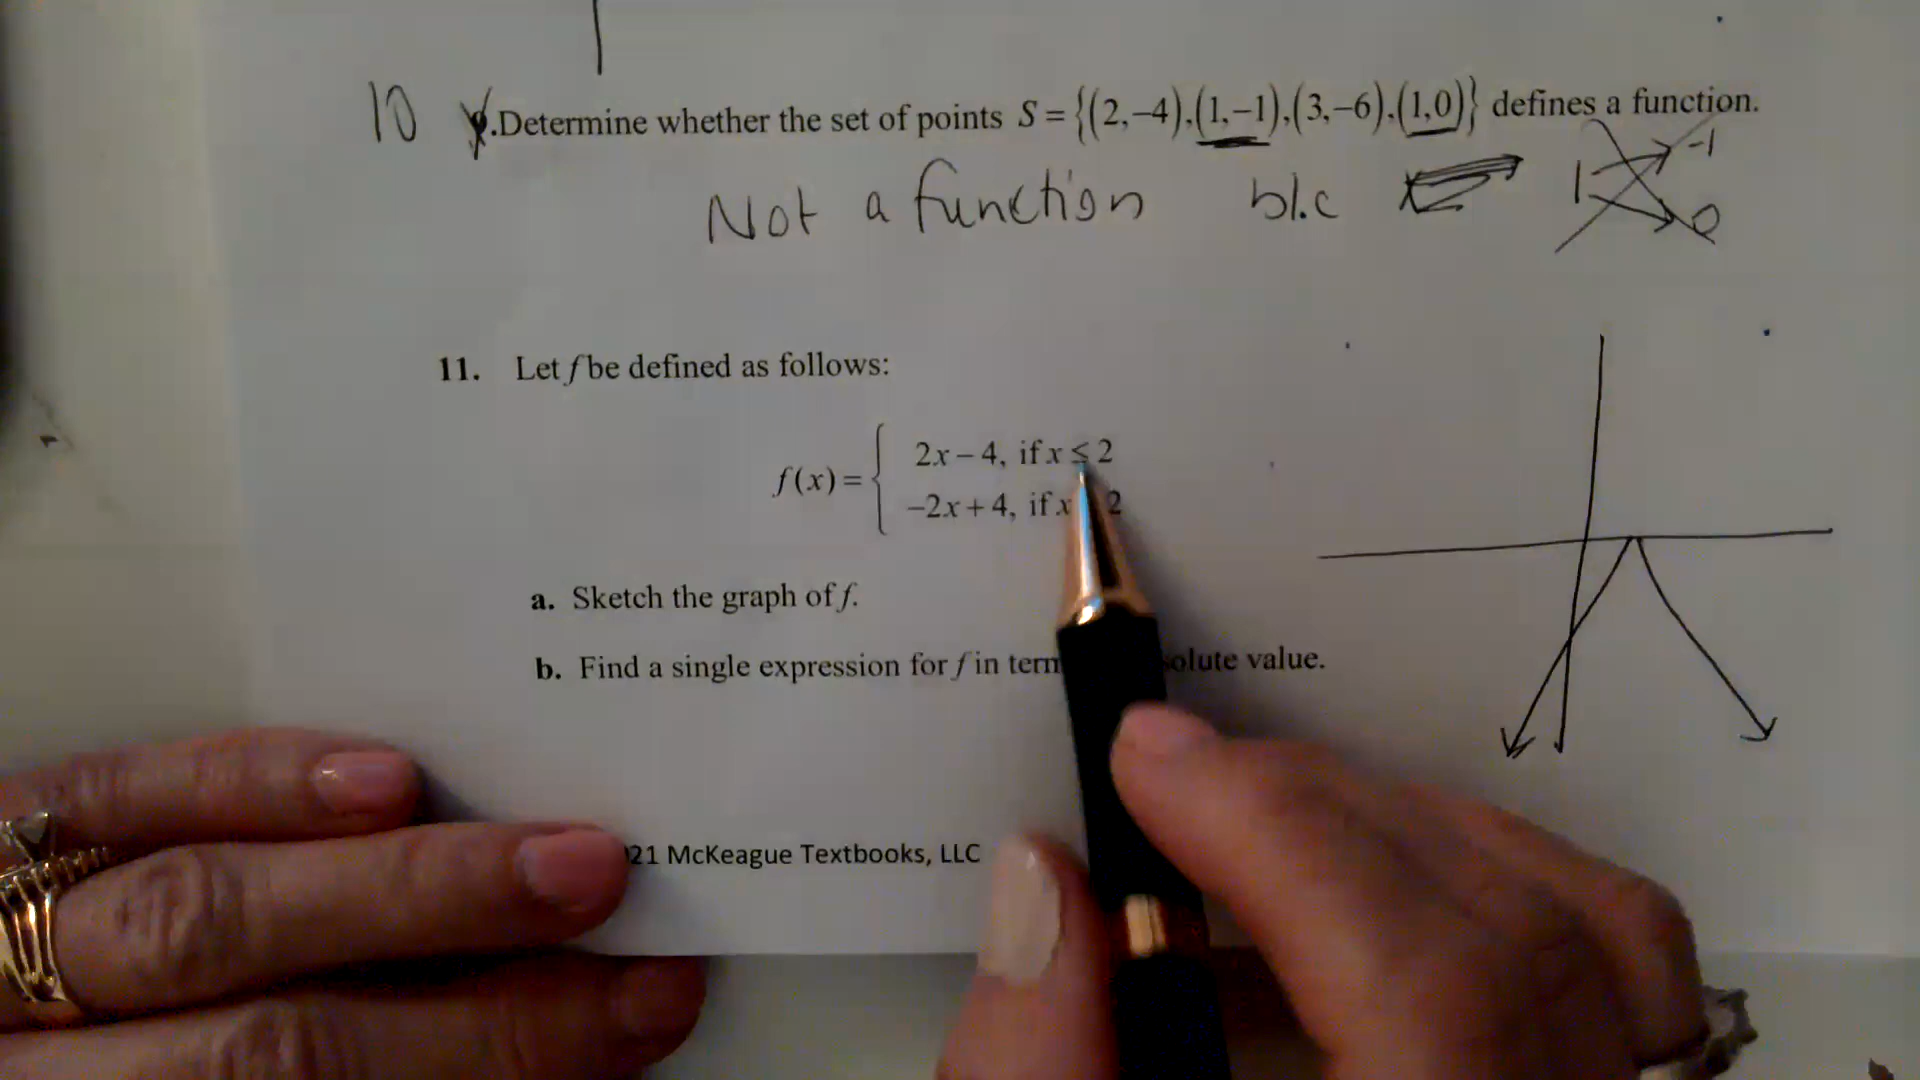 10 9.Determine whether the set of points S = {(2,−4),(1,−1),(3,−6),(1,0)} defines a function.
Not a function b/c 1 -1 0
11. Let f be defined as follows:
f(x) = { 2x − 4, if x ≤ 2
−2x + 4, if x 2
a. Sketch the graph of f.
b. Find a single expression for f in value.
21 McKeague Textbooks, LLC